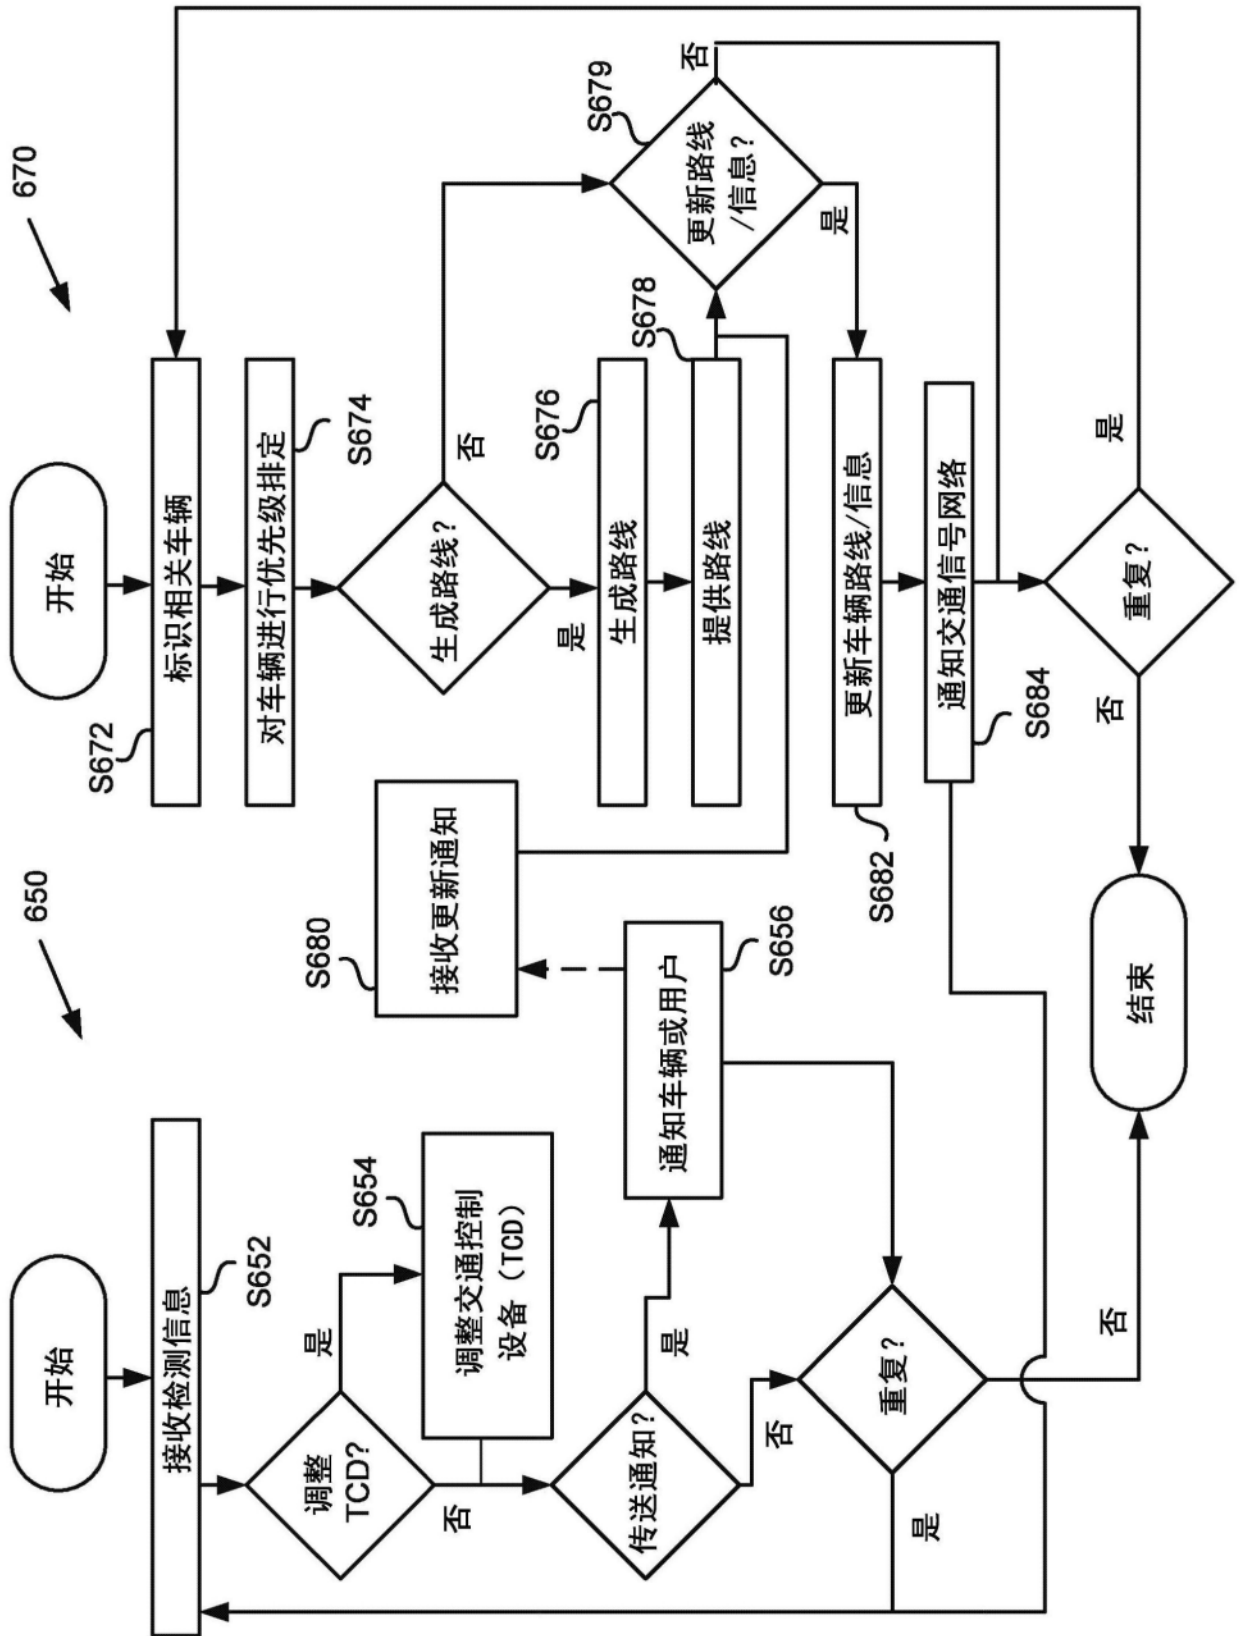 650
开始
接收检测信息
S652
调整
TCD?
是
否
S654
调整交通控制
设备（TCD）
传送通知?
是
否
S656
通知车辆或用户
重复?
是
否
670
开始
S672
标识相关车辆
对车辆进行优先级排定
S674
生成路线?
否
是
S680
接收更新通知
S676
生成路线
S678
提供路线
S679
更新路线
/信息?
否
是
更新车辆路线/信息
S682
通知交通信号网络
S684
重复?
是
否
结束